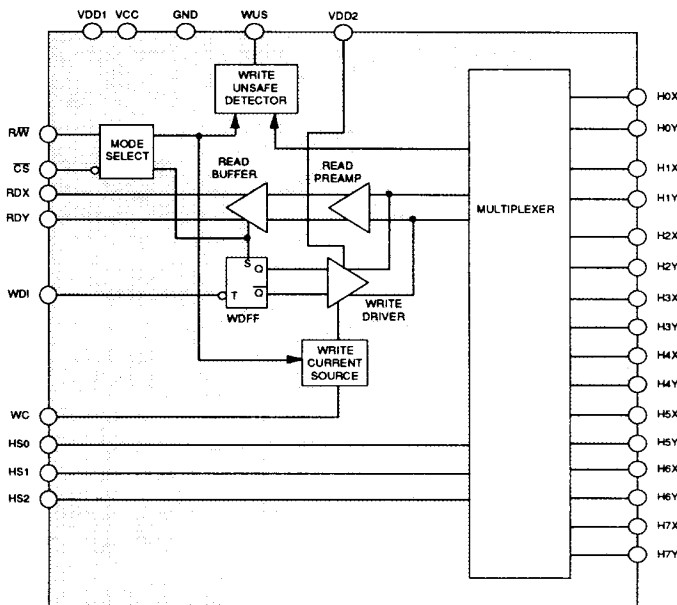 VDD1 VCC GND WUS VDD2
WRITE
UNSAFE
DETECTOR
R/W̅
MODE
SELECT
C̅S̅
READ
BUFFER
READ
PREAMP
RDX
RDY
MULTIPLEXER
S
Q
T
Q̅
WDI
WDFF
WRITE
DRIVER
WRITE
CURRENT
SOURCE
WC
HS0
HS1
HS2
H0X
H0Y
H1X
H1Y
H2X
H2Y
H3X
H3Y
H4X
H4Y
H5X
H5Y
H6X
H6Y
H7X
H7Y